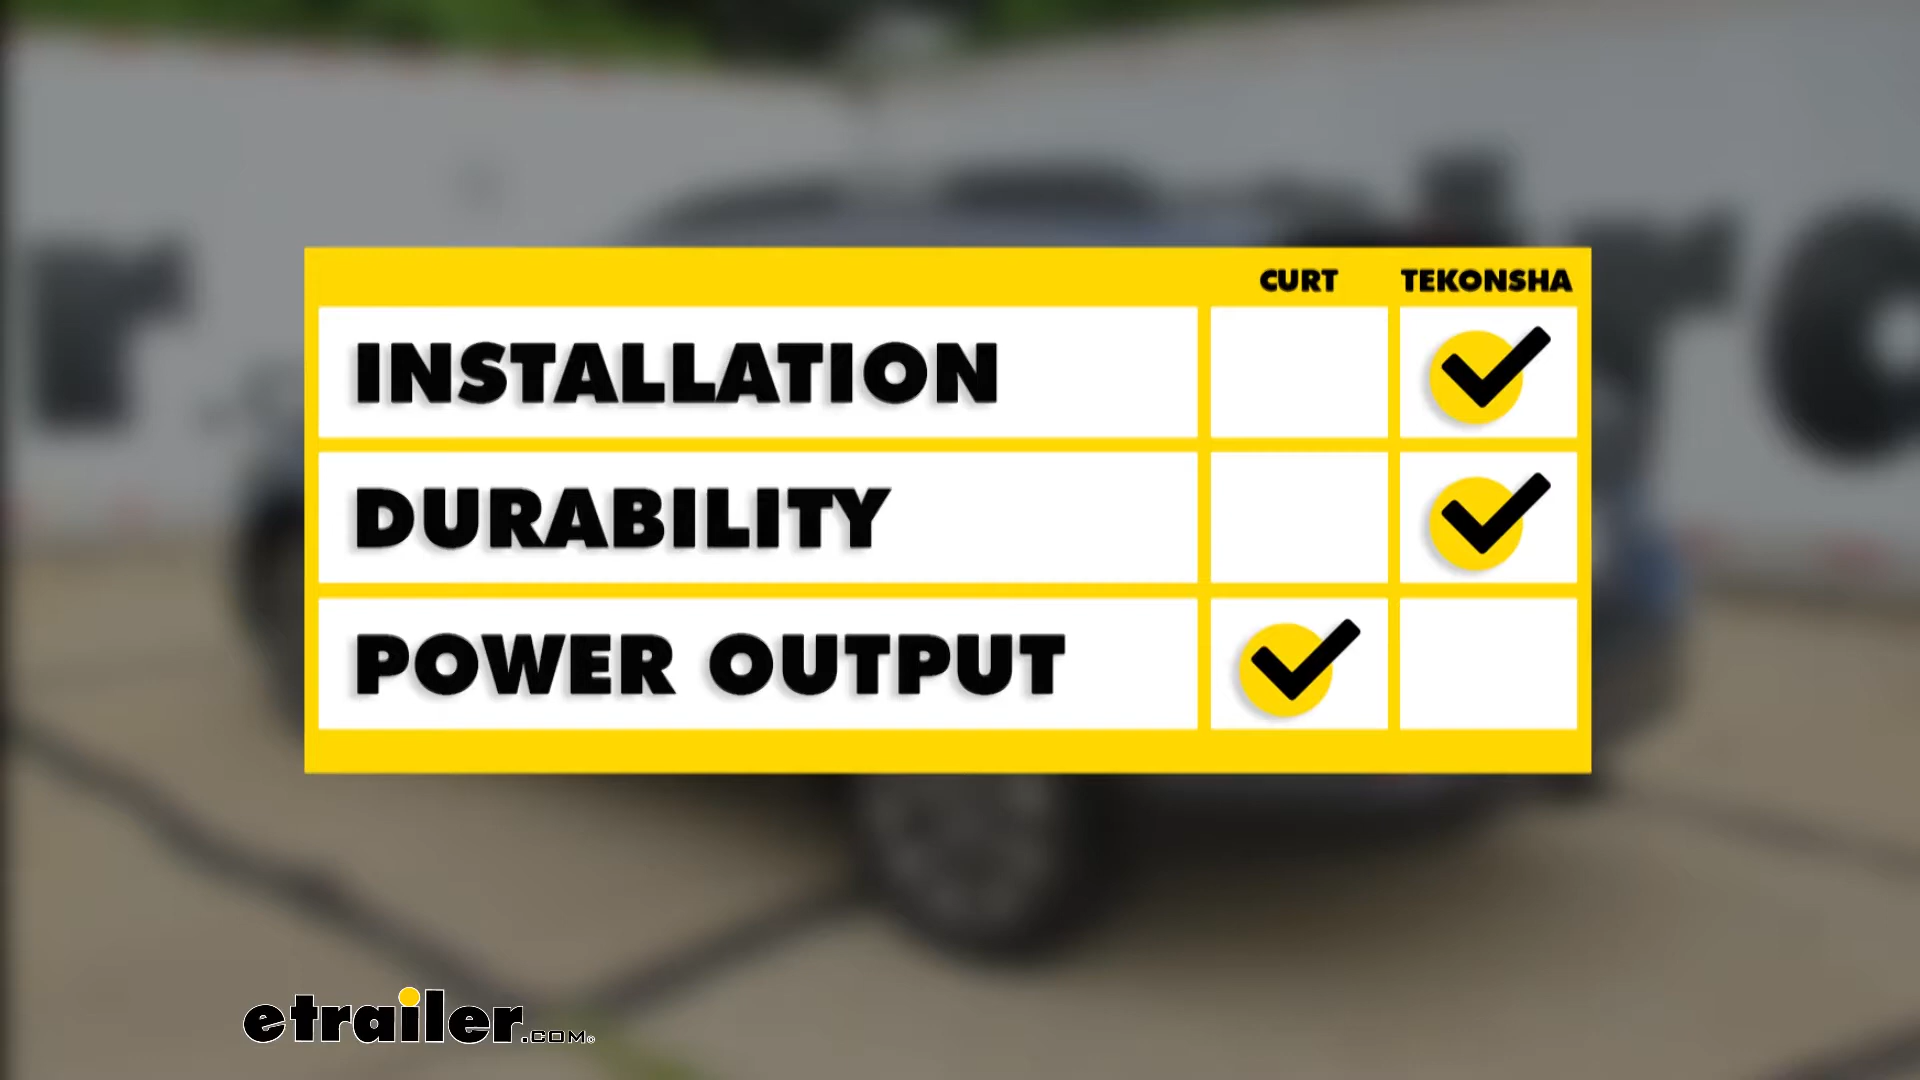 CURT TEKONSHA
INSTALLATION
DURABILITY
POWER OUTPUT
etrailer.com